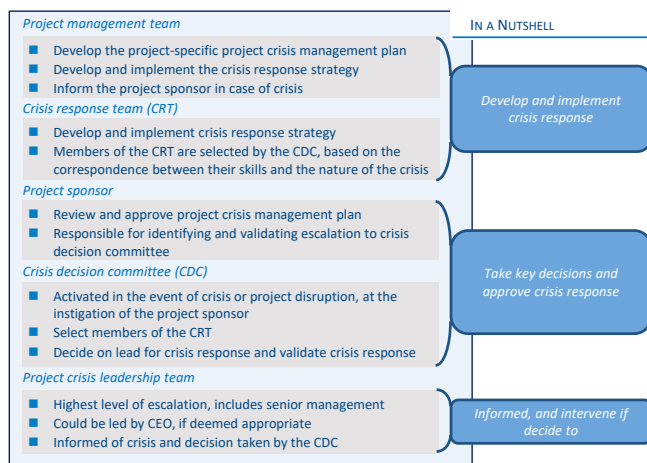 Project management team
Develop the project-specific project crisis management plan
Develop and implement the crisis response strategy
Inform the project sponsor in case of crisis
Crisis response team (CRT)
Develop and implement crisis response strategy
Members of the CRT are selected by the CDC, based on the
correspondence between their skills and the nature of the crisis
Project sponsor
Review and approve project crisis management plan
Responsible for identifying and validating escalation to crisis
decision committee
Crisis decision committee (CDC)
Activated in the event of crisis or project disruption, at the
instigation of the project sponsor
Select members of the CRT
Decide on lead for crisis response and validate crisis response
Project crisis leadership team
Highest level of escalation, includes senior management
Could be led by CEO, if deemed appropriate
Informed of crisis and decision taken by the CDC
IN A NUTSHELL
Develop and implement
crisis response
Take key decisions and
approve crisis response
Informed, and intervene if
decide to